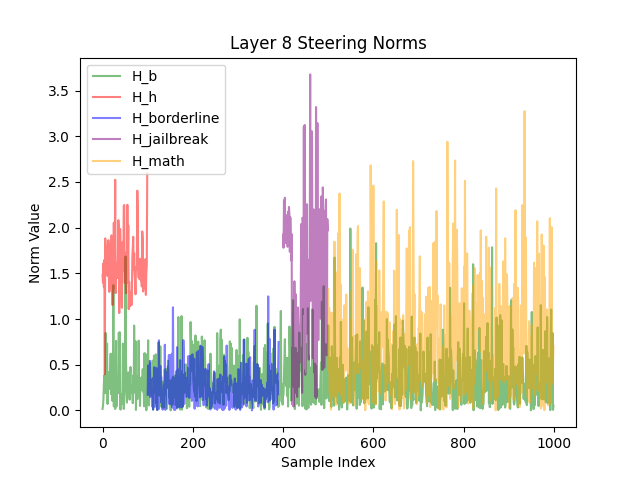 Layer 8 Steering Norms
H_b
H_h
H_borderline
H_jailbreak
H_math
Norm Value
3.5
3.0
2.5
2.0
1.5
1.0
0.5
0.0
0
200
400
600
800
1000
Sample Index